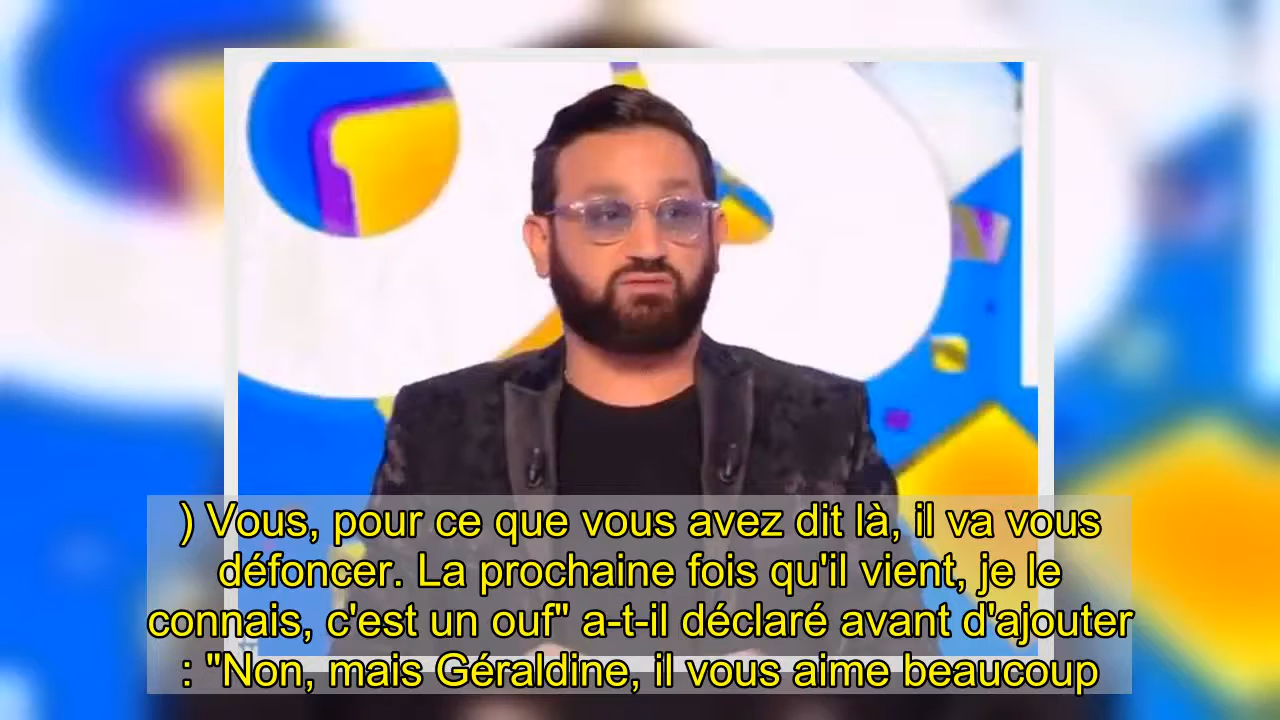 ) Vous, pour ce que vous avez dit là, il va vous
défoncer. La prochaine fois qu'il vient, je le
connais, c'est un ouf" a-t-il déclaré avant d'ajouter
: "Non, mais Géraldine, il vous aime beaucoup